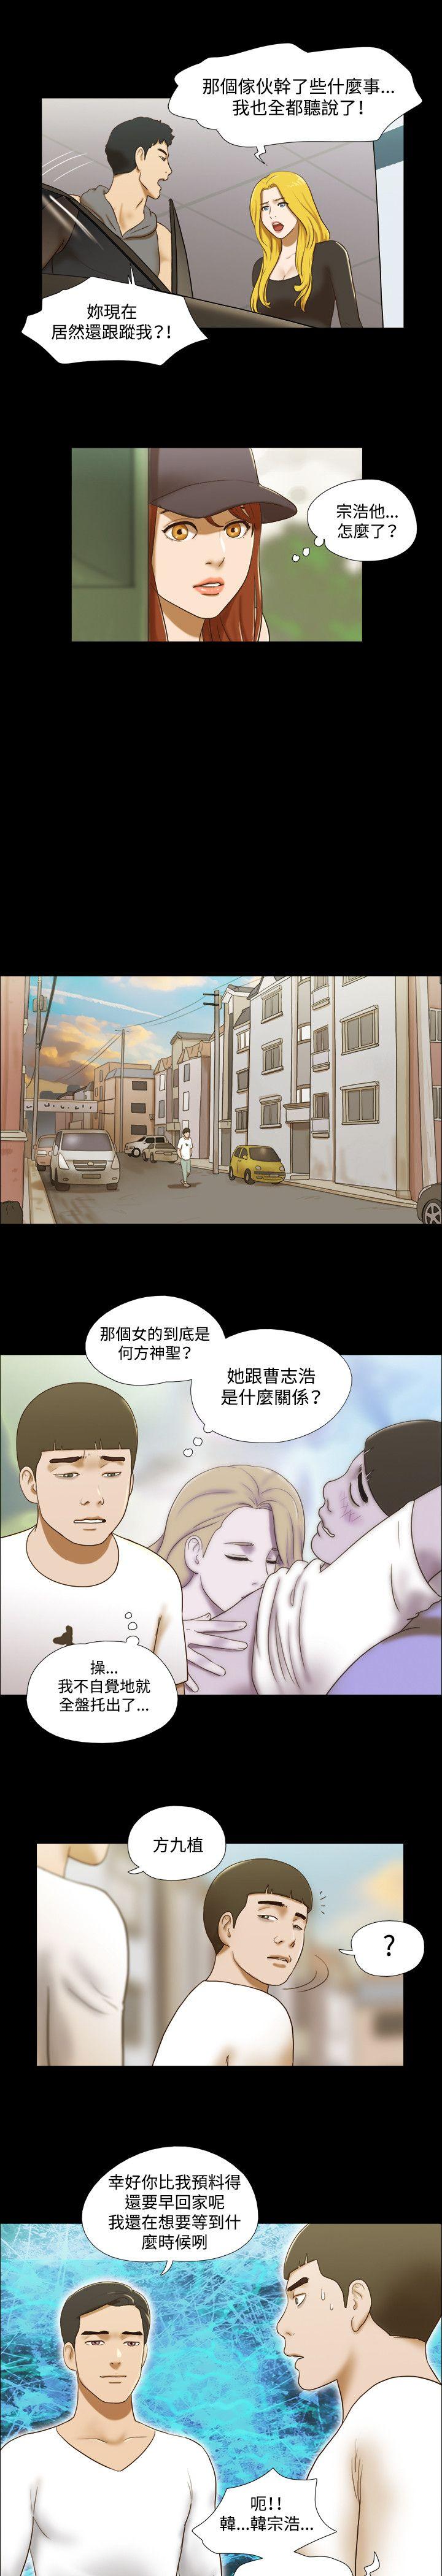 那個傢伙幹了些什麼事...
我也全都聽說了！
妳現在
居然還跟蹤我？！
宗浩他...
怎麼了？
那個女的到底是
何方神聖？
她跟曹志浩
是什麼關係？
操...
我不自覺地就
全盤托出了...
方九植
？
幸好你比我預料得
還要早回家呢
我還在想要等到什
麼時候咧
呃！！
韓...韓宗浩...